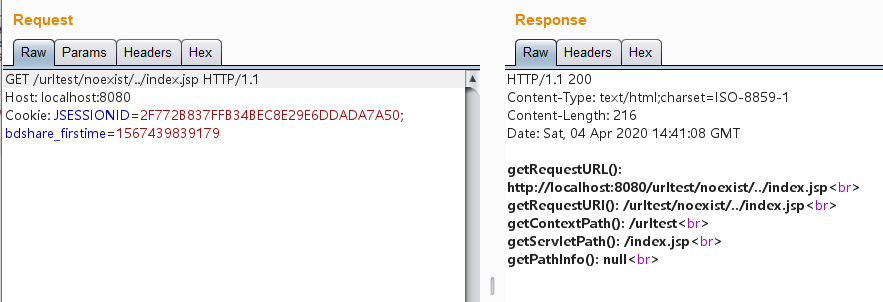 Request
Raw Params Headers Hex
GET /urltest/noexist/../index.jsp HTTP/1.1
Host: localhost:8080
Cookie: JSESSIONID=2F772B837FFB34BEC8E29E6DDADA7A50;
bdshare_firstime=1567439839179
Response
Raw Headers Hex
HTTP/1.1 200
Content-Type: text/html;charset=ISO-8859-1
Content-Length: 216
Date: Sat, 04 Apr 2020 14:41:08 GMT
getRequestURL():
http://localhost:8080/urltest/noexist/../index.jsp<br>
getRequestURI(): /urltest/noexist/../index.jsp<br>
getContextPath(): /urltest<br>
getServletPath(): /index.jsp<br>
getPathInfo(): null<br>